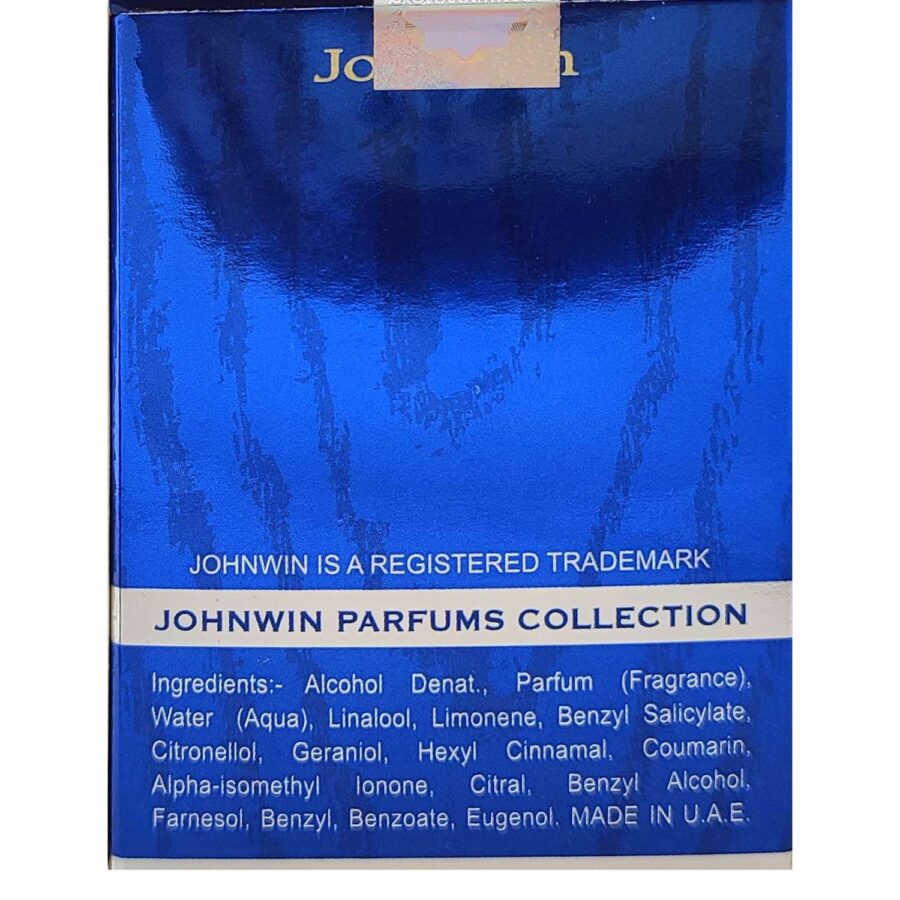 JOHNWIN IS A REGISTERED TRADEMARK
JOHNWIN PARFUMS COLLECTION
Ingredients:- Alcohol Denat., Parfum (Fragrance),
Water (Aqua), Linalool, Limonene, Benzyl Salicylate,
Citronellol, Geraniol, Hexyl Cinnamal, Coumarin,
Alpha-isomethyl Ionone, Citral, Benzyl Alcohol,
Farnesol, Benzyl, Benzoate, Eugenol. MADE IN U.A.E.